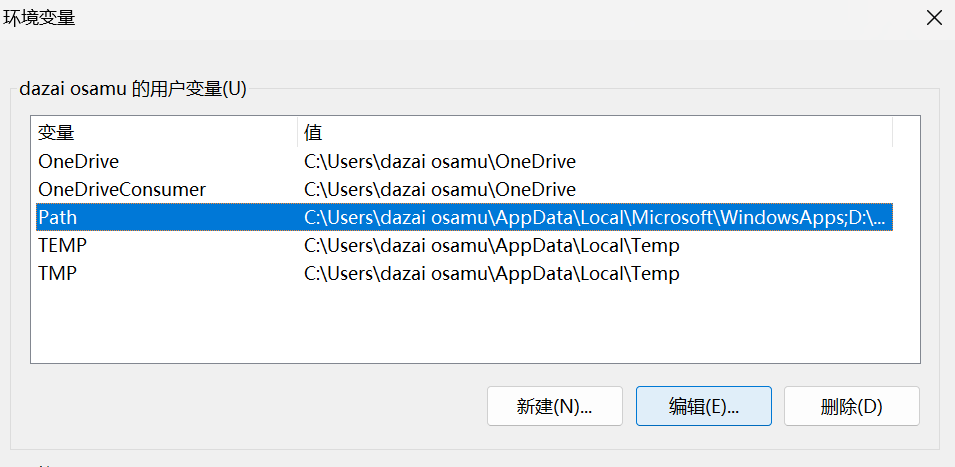 环境变量
dazai osamu 的用户变量(U)
变量 值
OneDrive C:\Users\dazai osamu\OneDrive
OneDriveConsumer C:\Users\dazai osamu\OneDrive
Path C:\Users\dazai osamu\AppData\Local\Microsoft\WindowsApps;D:\...
TEMP C:\Users\dazai osamu\AppData\Local\Temp
TMP C:\Users\dazai osamu\AppData\Local\Temp
新建(N)... 编辑(E)... 删除(D)